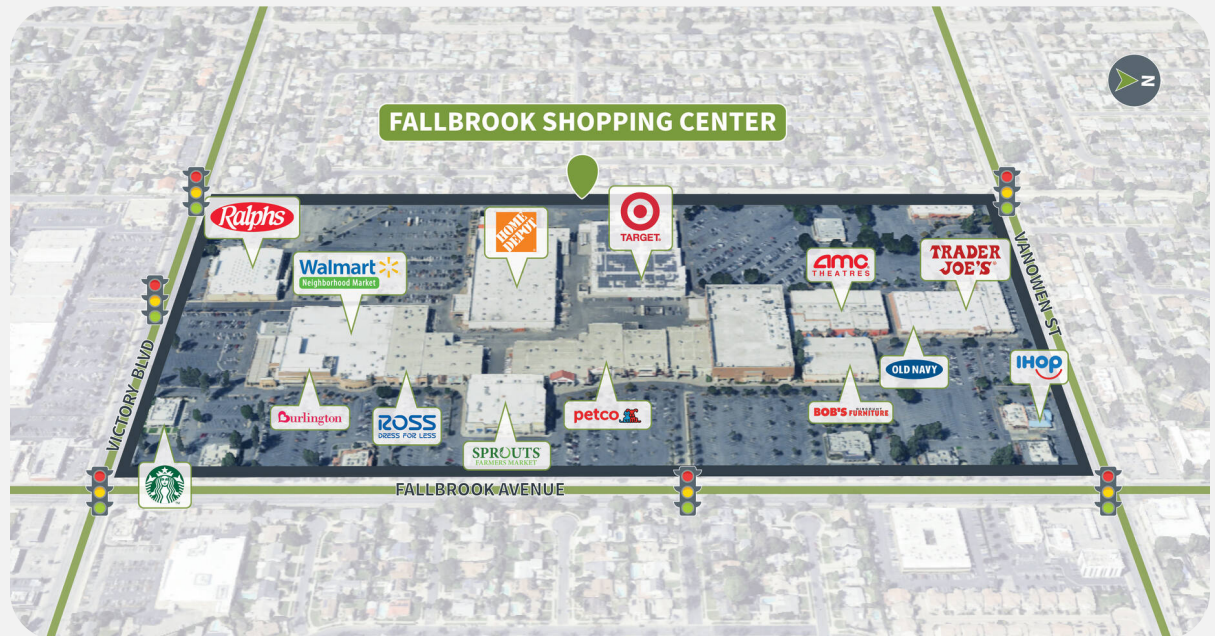 N
FALLBROOK SHOPPING CENTER
Ralphs
HOME
DEPOT
TARGET
Walmart
Neighborhood Market
amc
THEATRES
TRADER
JOE'S
VANOWEN ST
VICTORY BLVD
OLD NAVY
IHOP
Burlington
ROSS
DRESS FOR LESS
SPROUTS
FARMERS MARKET
petco
BOB'S DISCOUNT FURNITURE
FALLBROOK AVENUE